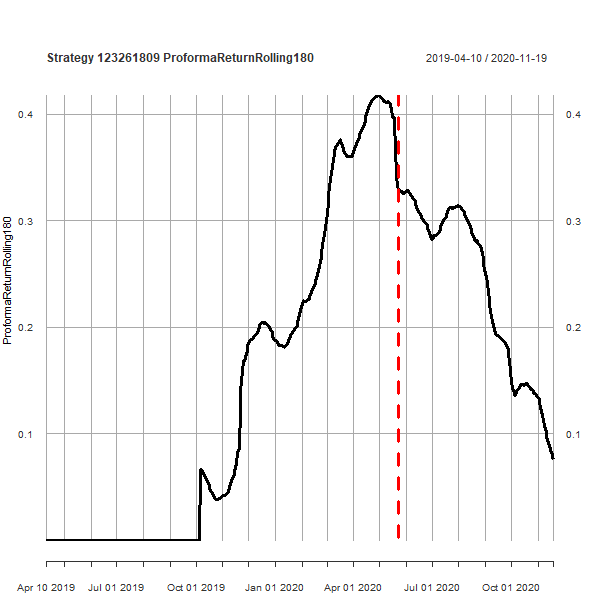 Strategy 123261809 ProformaReturnRolling180
2019-04-10 / 2020-11-19
ProformaReturnRolling180
0.4
0.3
0.2
0.1
0.4
0.3
0.2
0.1
Apr 10 2019
Jul 01 2019
Oct 01 2019
Jan 01 2020
Apr 01 2020
Jul 01 2020
Oct 01 2020